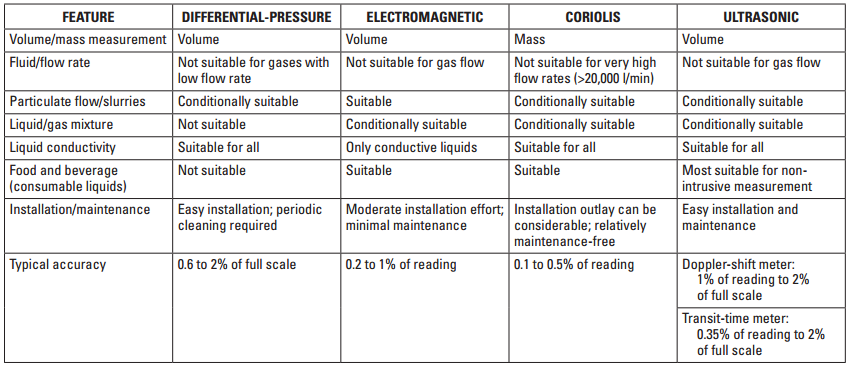 FEATURE DIFFERENTIAL-PRESSURE ELECTROMAGNETIC CORIOLIS ULTRASONIC
Volume/mass measurement Volume Volume Mass Volume
Fluid/flow rate Not suitable for gases with Not suitable for gas flow Not suitable for very high Not suitable for gas flow
low flow rate flow rates (>20,000 l/min)
Particulate flow/slurries Conditionally suitable Suitable Conditionally suitable Conditionally suitable
Liquid/gas mixture Not suitable Conditionally suitable Conditionally suitable Conditionally suitable
Liquid conductivity Suitable for all Only conductive liquids Suitable for all Suitable for all
Food and beverage Not suitable Suitable Suitable Most suitable for non-
(consumable liquids) intrusive measurement
Installation/maintenance Easy installation; periodic Moderate installation effort; Installation outlay can be Easy installation and
cleaning required minimal maintenance considerable; relatively maintenance
maintenance-free
Typical accuracy 0.6 to 2% of full scale 0.2 to 1% of reading 0.1 to 0.5% of reading Doppler-shift meter:
1% of reading to 2%
of full scale
Transit-time meter:
0.35% of reading to 2%
of full scale